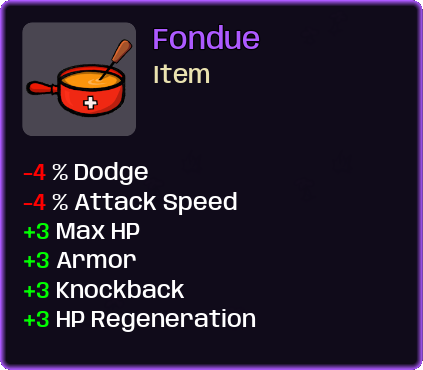 Fondue
Item
-4 % Dodge
-4 % Attack Speed
+3 Max HP
+3 Armor
+3 Knockback
+3 HP Regeneration